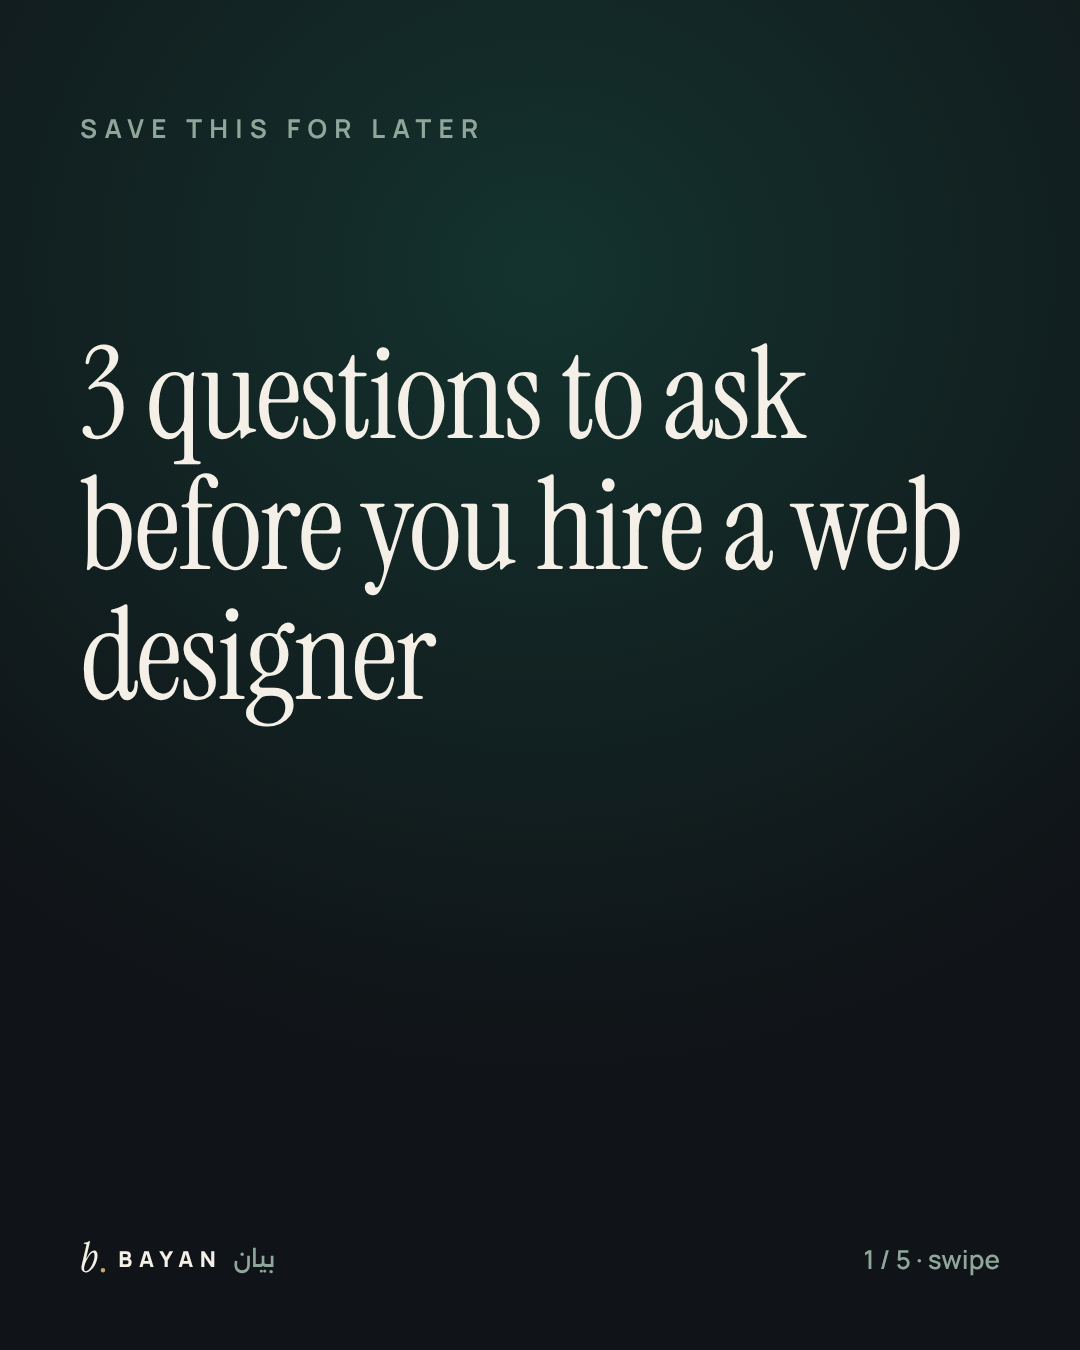 SAVE THIS FOR LATER
3 questions to ask
before you hire a web
designer
b. BAYAN بيان
1 / 5 · swipe